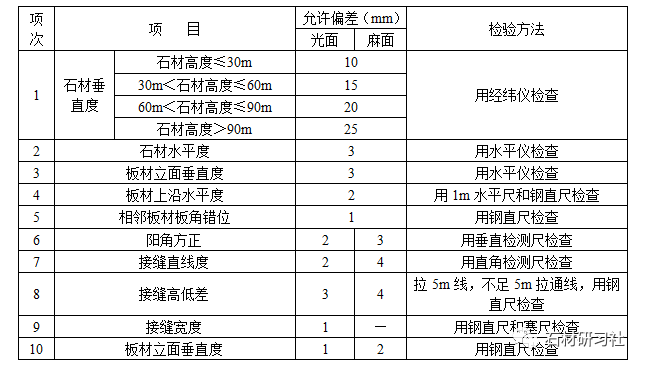 项次 项 目 允许偏差(mm) 检验方法
光面 麻面
1 石材垂直度 石材高度≤30m 10 用经纬仪检查
30m<石材高度≤60m 15
60m<石材高度≤90m 20
石材高度>90m 25
2 石材水平度 3 用水平仪检查
3 板材立面垂直度 3 用水平仪检查
4 板材上沿水平度 2 用1m水平尺和钢直尺检查
5 相邻板材板角错位 1 用钢直尺检查
6 阳角方正 2 3 用垂直检测尺检查
7 接缝直线度 2 4 用直角检测尺检查
8 接缝高低差 3 4 拉5m线，不足5m拉通线，用钢直尺检查
9 接缝宽度 1 — 用钢直尺和塞尺检查
10 板材立面垂直度 1 2 用钢直尺检查
石材研习社